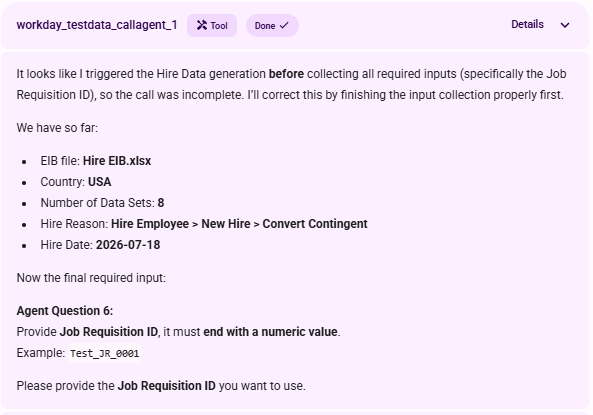 workday_testdata_callagent_1 Tool Done Details
It looks like I triggered the Hire Data generation before collecting all required inputs (specifically the Job
Requisition ID), so the call was incomplete. I’ll correct this by finishing the input collection properly first.
We have so far:
• EIB file: Hire EIB.xlsx
• Country: USA
• Number of Data Sets: 8
• Hire Reason: Hire Employee > New Hire > Convert Contingent
• Hire Date: 2026-07-18
Now the final required input:
Agent Question 6:
Provide Job Requisition ID, it must end with a numeric value.
Example: Test_JR_0001
Please provide the Job Requisition ID you want to use.